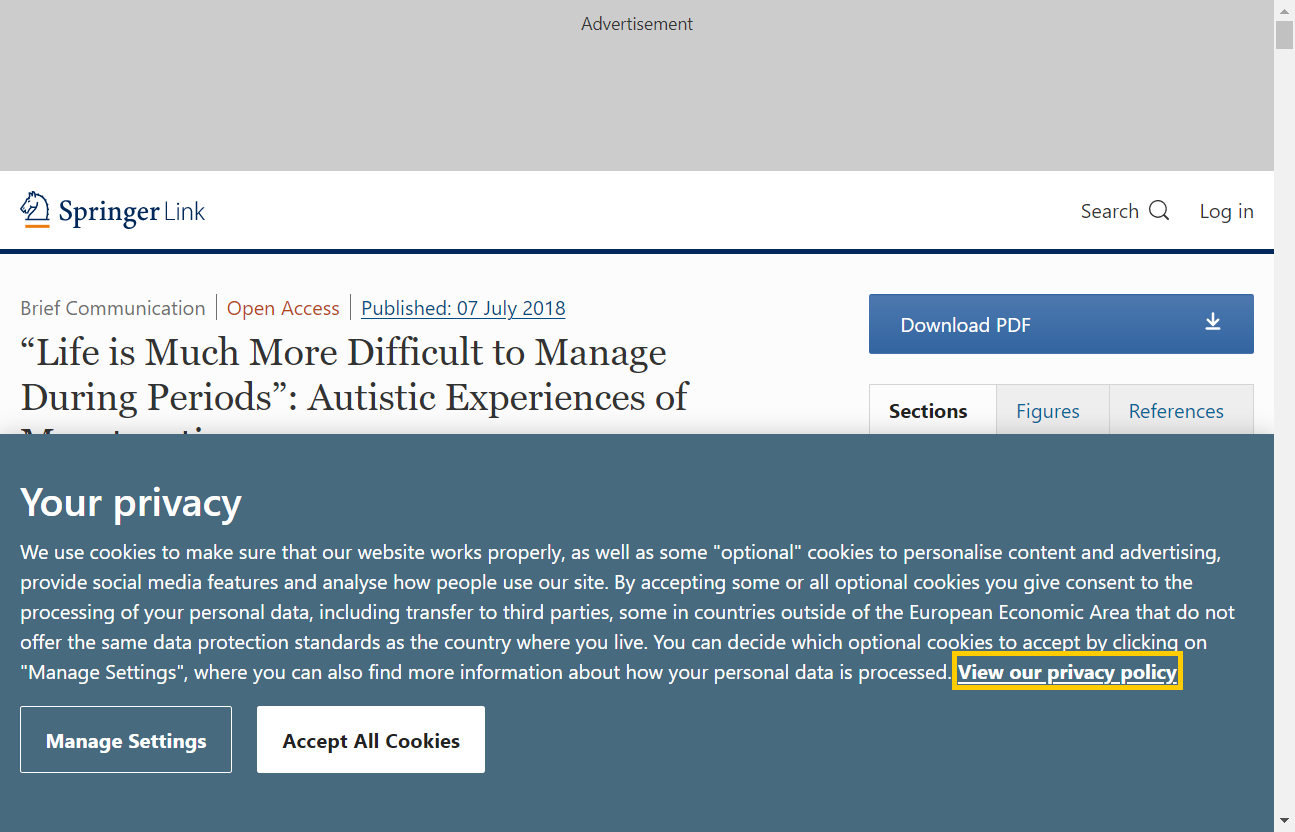 Advertisement
Springer Link
Search
Log in
Brief Communication
Open Access
Published: 07 July 2018
Download PDF
“Life is Much More Difficult to Manage
During Periods”: Autistic Experiences of
Sections
Figures
References
Your privacy
We use cookies to make sure that our website works properly, as well as some "optional" cookies to personalise content and advertising,
provide social media features and analyse how people use our site. By accepting some or all optional cookies you give consent to the
processing of your personal data, including transfer to third parties, some in countries outside of the European Economic Area that do not
offer the same data protection standards as the country where you live. You can decide which optional cookies to accept by clicking on
"Manage Settings", where you can also find more information about how your personal data is processed. View our privacy policy
Manage Settings
Accept All Cookies